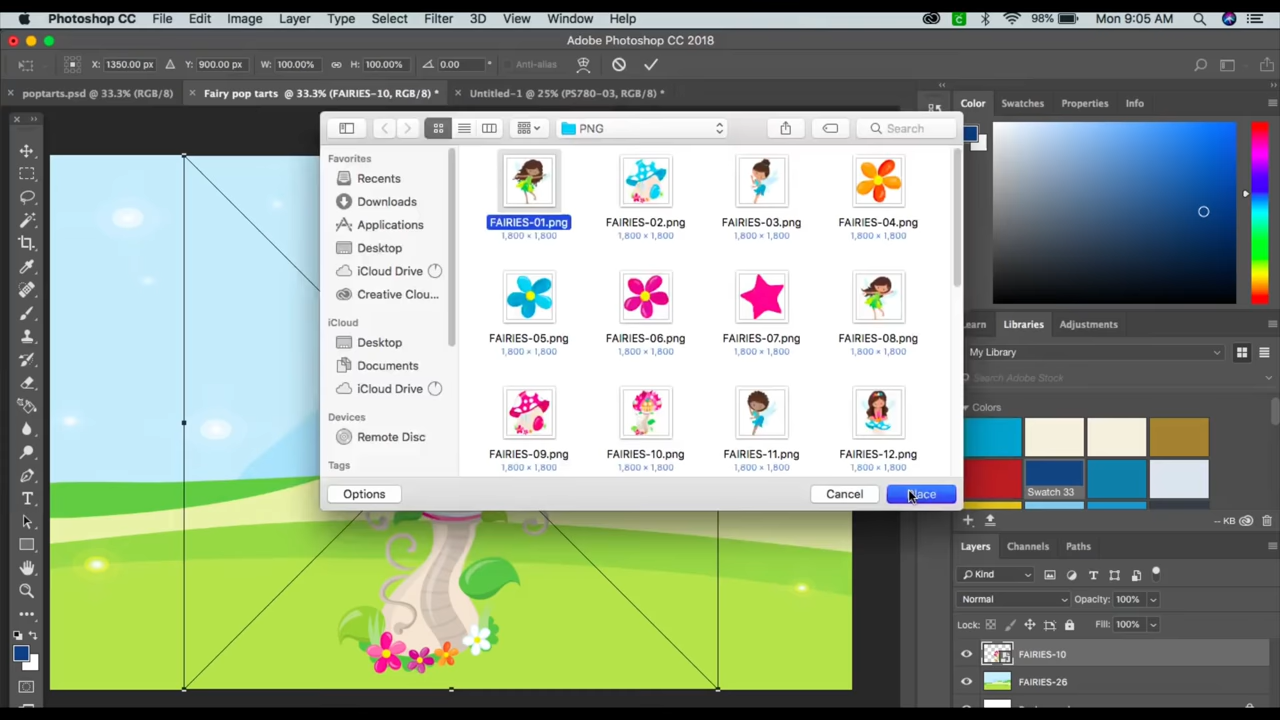 Photoshop CC File Edit Image Layer Type Select Filter 3D View Window Help 98% Mon 9:05 AM
Adobe Photoshop CC 2018
X: 1350.00 px Y: 900.00 px W: 100.00% H: 100.00% 0.00 ° Anti-alias
poptarts.psd @ 33.3% (RGB/8) Fairy pop tarts @ 33.3% (FAIRIES-10, RGB/8) * Untitled-1 @ 25% (PS780-03, RGB/8) *
Color Swatches Properties Info
PNG Search
Favorites
Recents
Downloads
Applications
Desktop
iCloud Drive
Creative Clou...
iCloud
Desktop
Documents
iCloud Drive
Devices
Remote Disc
Tags
FAIRIES-01.png FAIRIES-02.png FAIRIES-03.png FAIRIES-04.png
1,800 × 1,800 1,800 × 1,800 1,800 × 1,800 1,800 × 1,800
FAIRIES-05.png FAIRIES-06.png FAIRIES-07.png FAIRIES-08.png
1,800 × 1,800 1,800 × 1,800 1,800 × 1,800 1,800 × 1,800
FAIRIES-09.png FAIRIES-10.png FAIRIES-11.png FAIRIES-12.png
1,800 × 1,800 1,800 × 1,800 1,800 × 1,800 1,800 × 1,800
Options Cancel Place
earn Libraries Adjustments
My Library
Search Adobe Stock
Colors
Swatch 33
-- KB
Layers Channels Paths
Kind
Normal Opacity: 100%
Lock: Fill: 100%
FAIRIES-10
FAIRIES-26